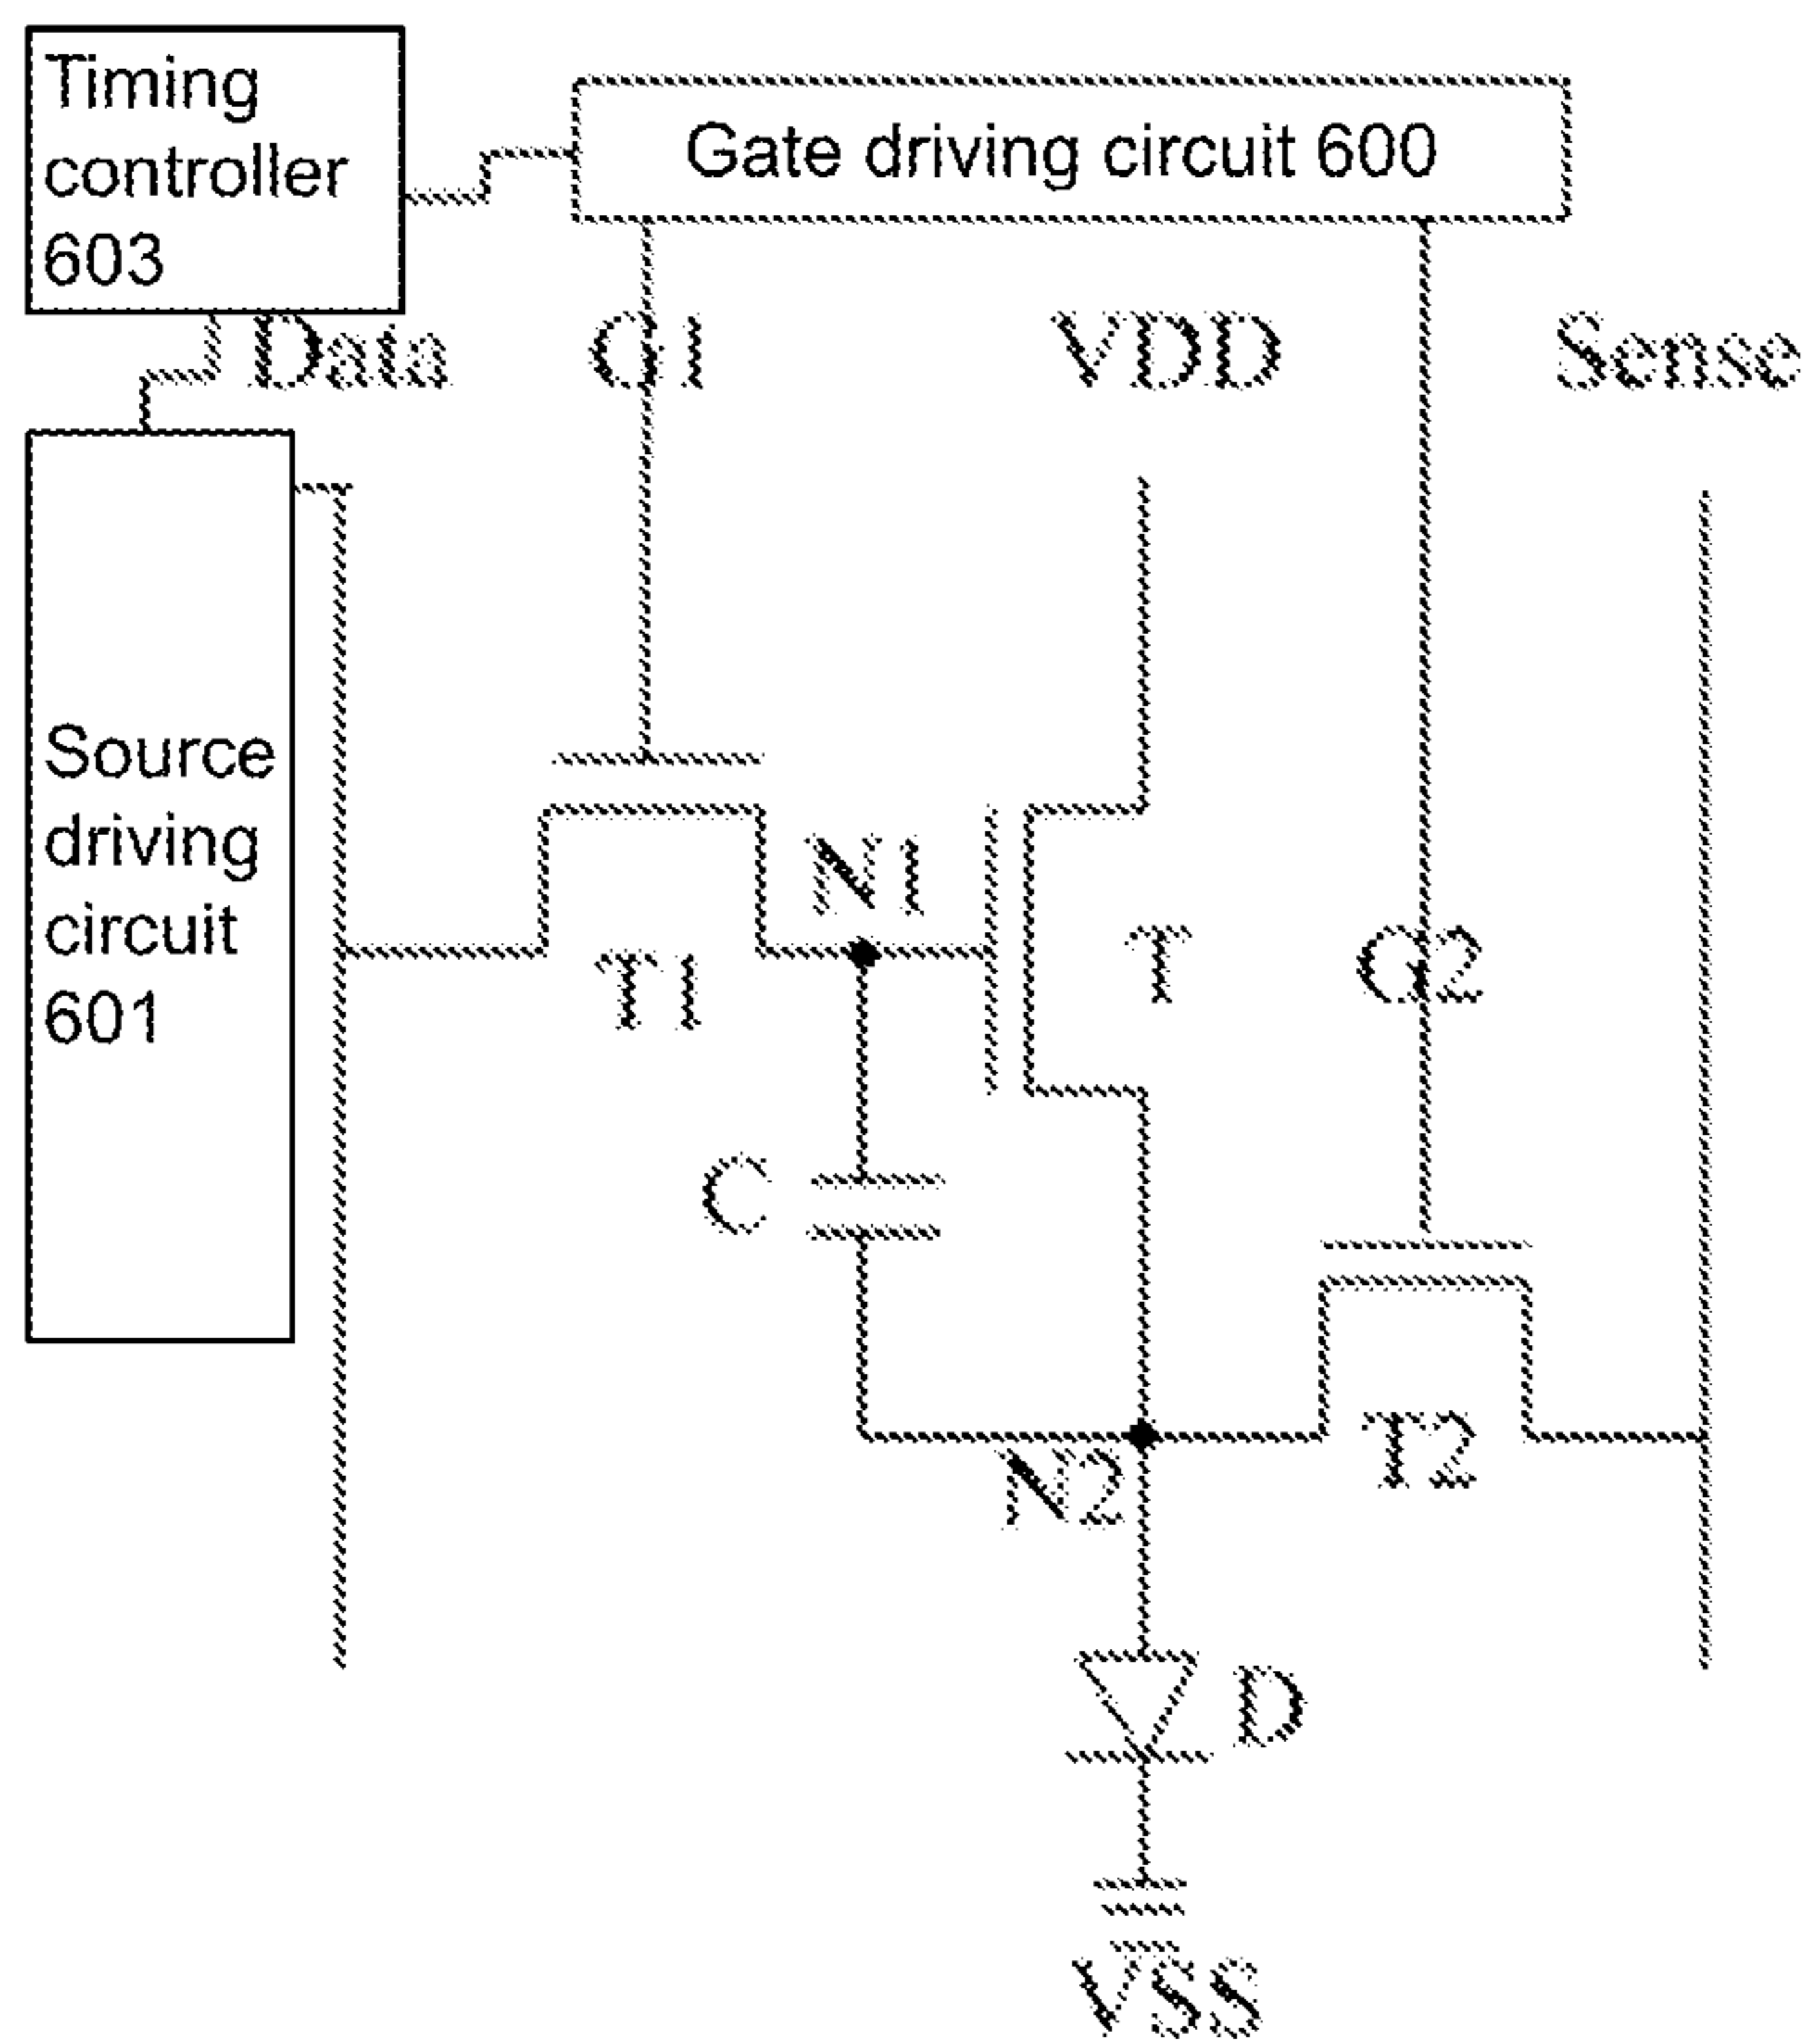 Timing
controller
603
Gate driving circuit 600
Data
G1
VDD
Sense
Source
driving
circuit
601
N1
T1
T
G2
C
N2
T2
D
VSS